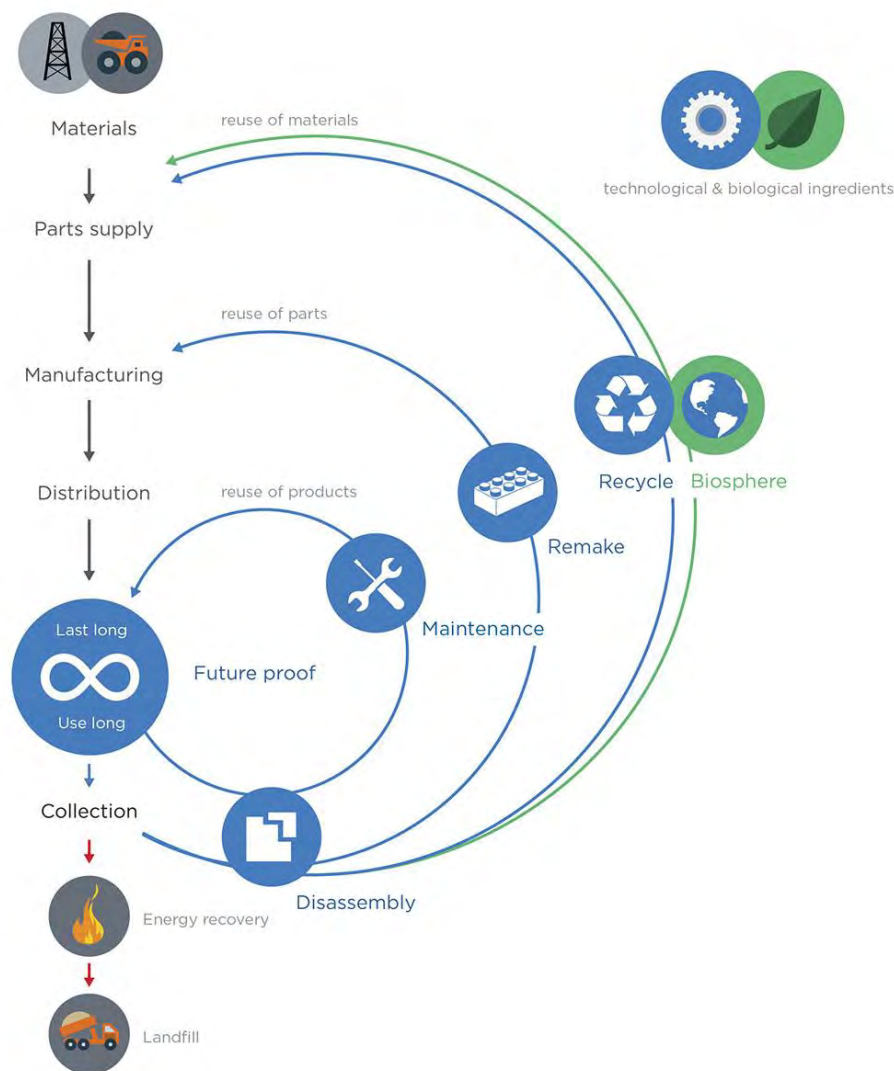 Materials
reuse of materials
technological & biological ingredients
Parts supply
reuse of parts
Manufacturing
Recycle
Biosphere
Distribution
reuse of products
Remake
Last long
Maintenance
Future proof
Use long
Collection
Disassembly
Energy recovery
Landfill